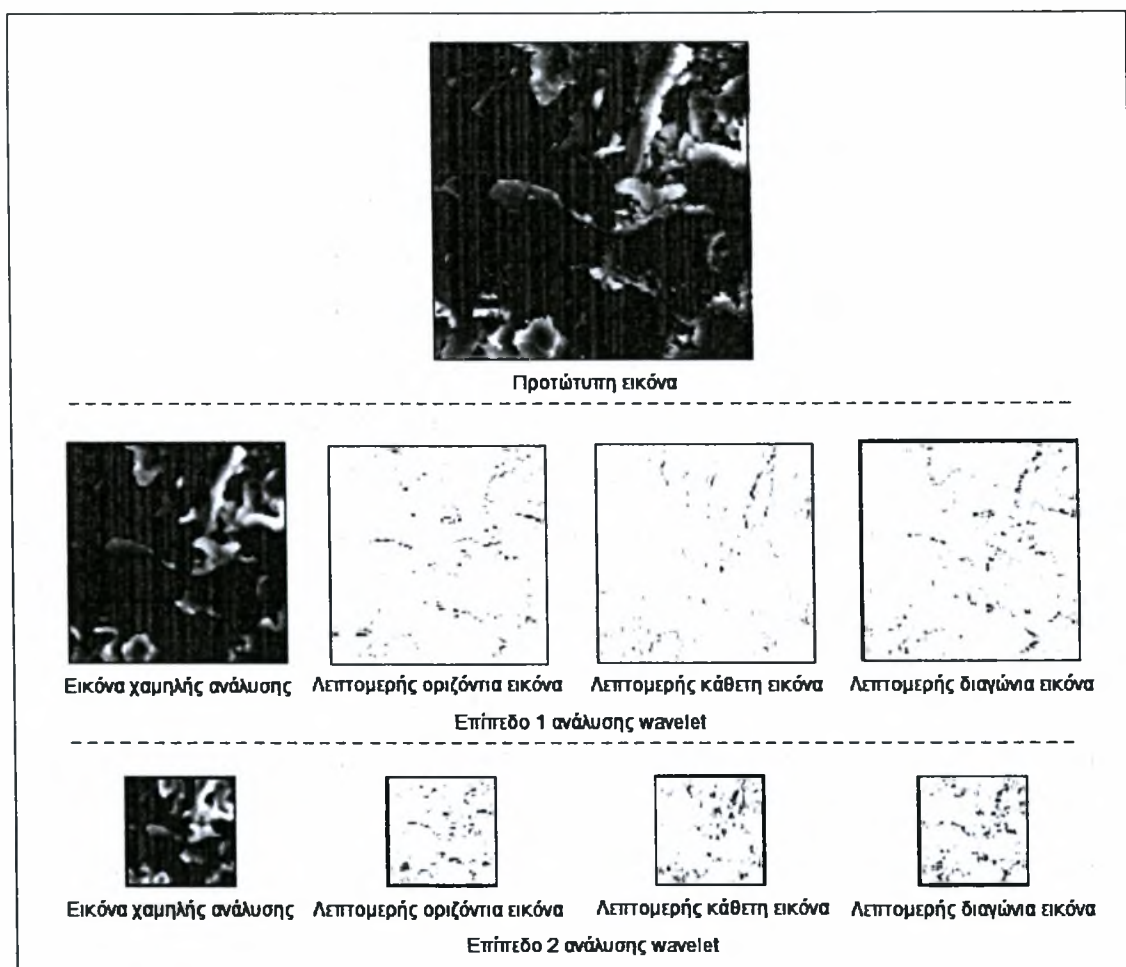 Προτώτυπη εικόνα
Εικόνα χαμηλής ανάλυσης Λεπτομερής οριζόντια εικόνα Λεπτομερής κάθετη εικόνα Λεπτομερής διαγώνια εικόνα
Επίπεδο 1 ανάλυσης wavelet
Εικόνα χαμηλής ανάλυσης Λεπτομερής οριζόντια εικόνα Λεπτομερής κάθετη εικόνα Λεπτομερής διαγώνια εικόνα
Επίπεδο 2 ανάλυσης wavelet